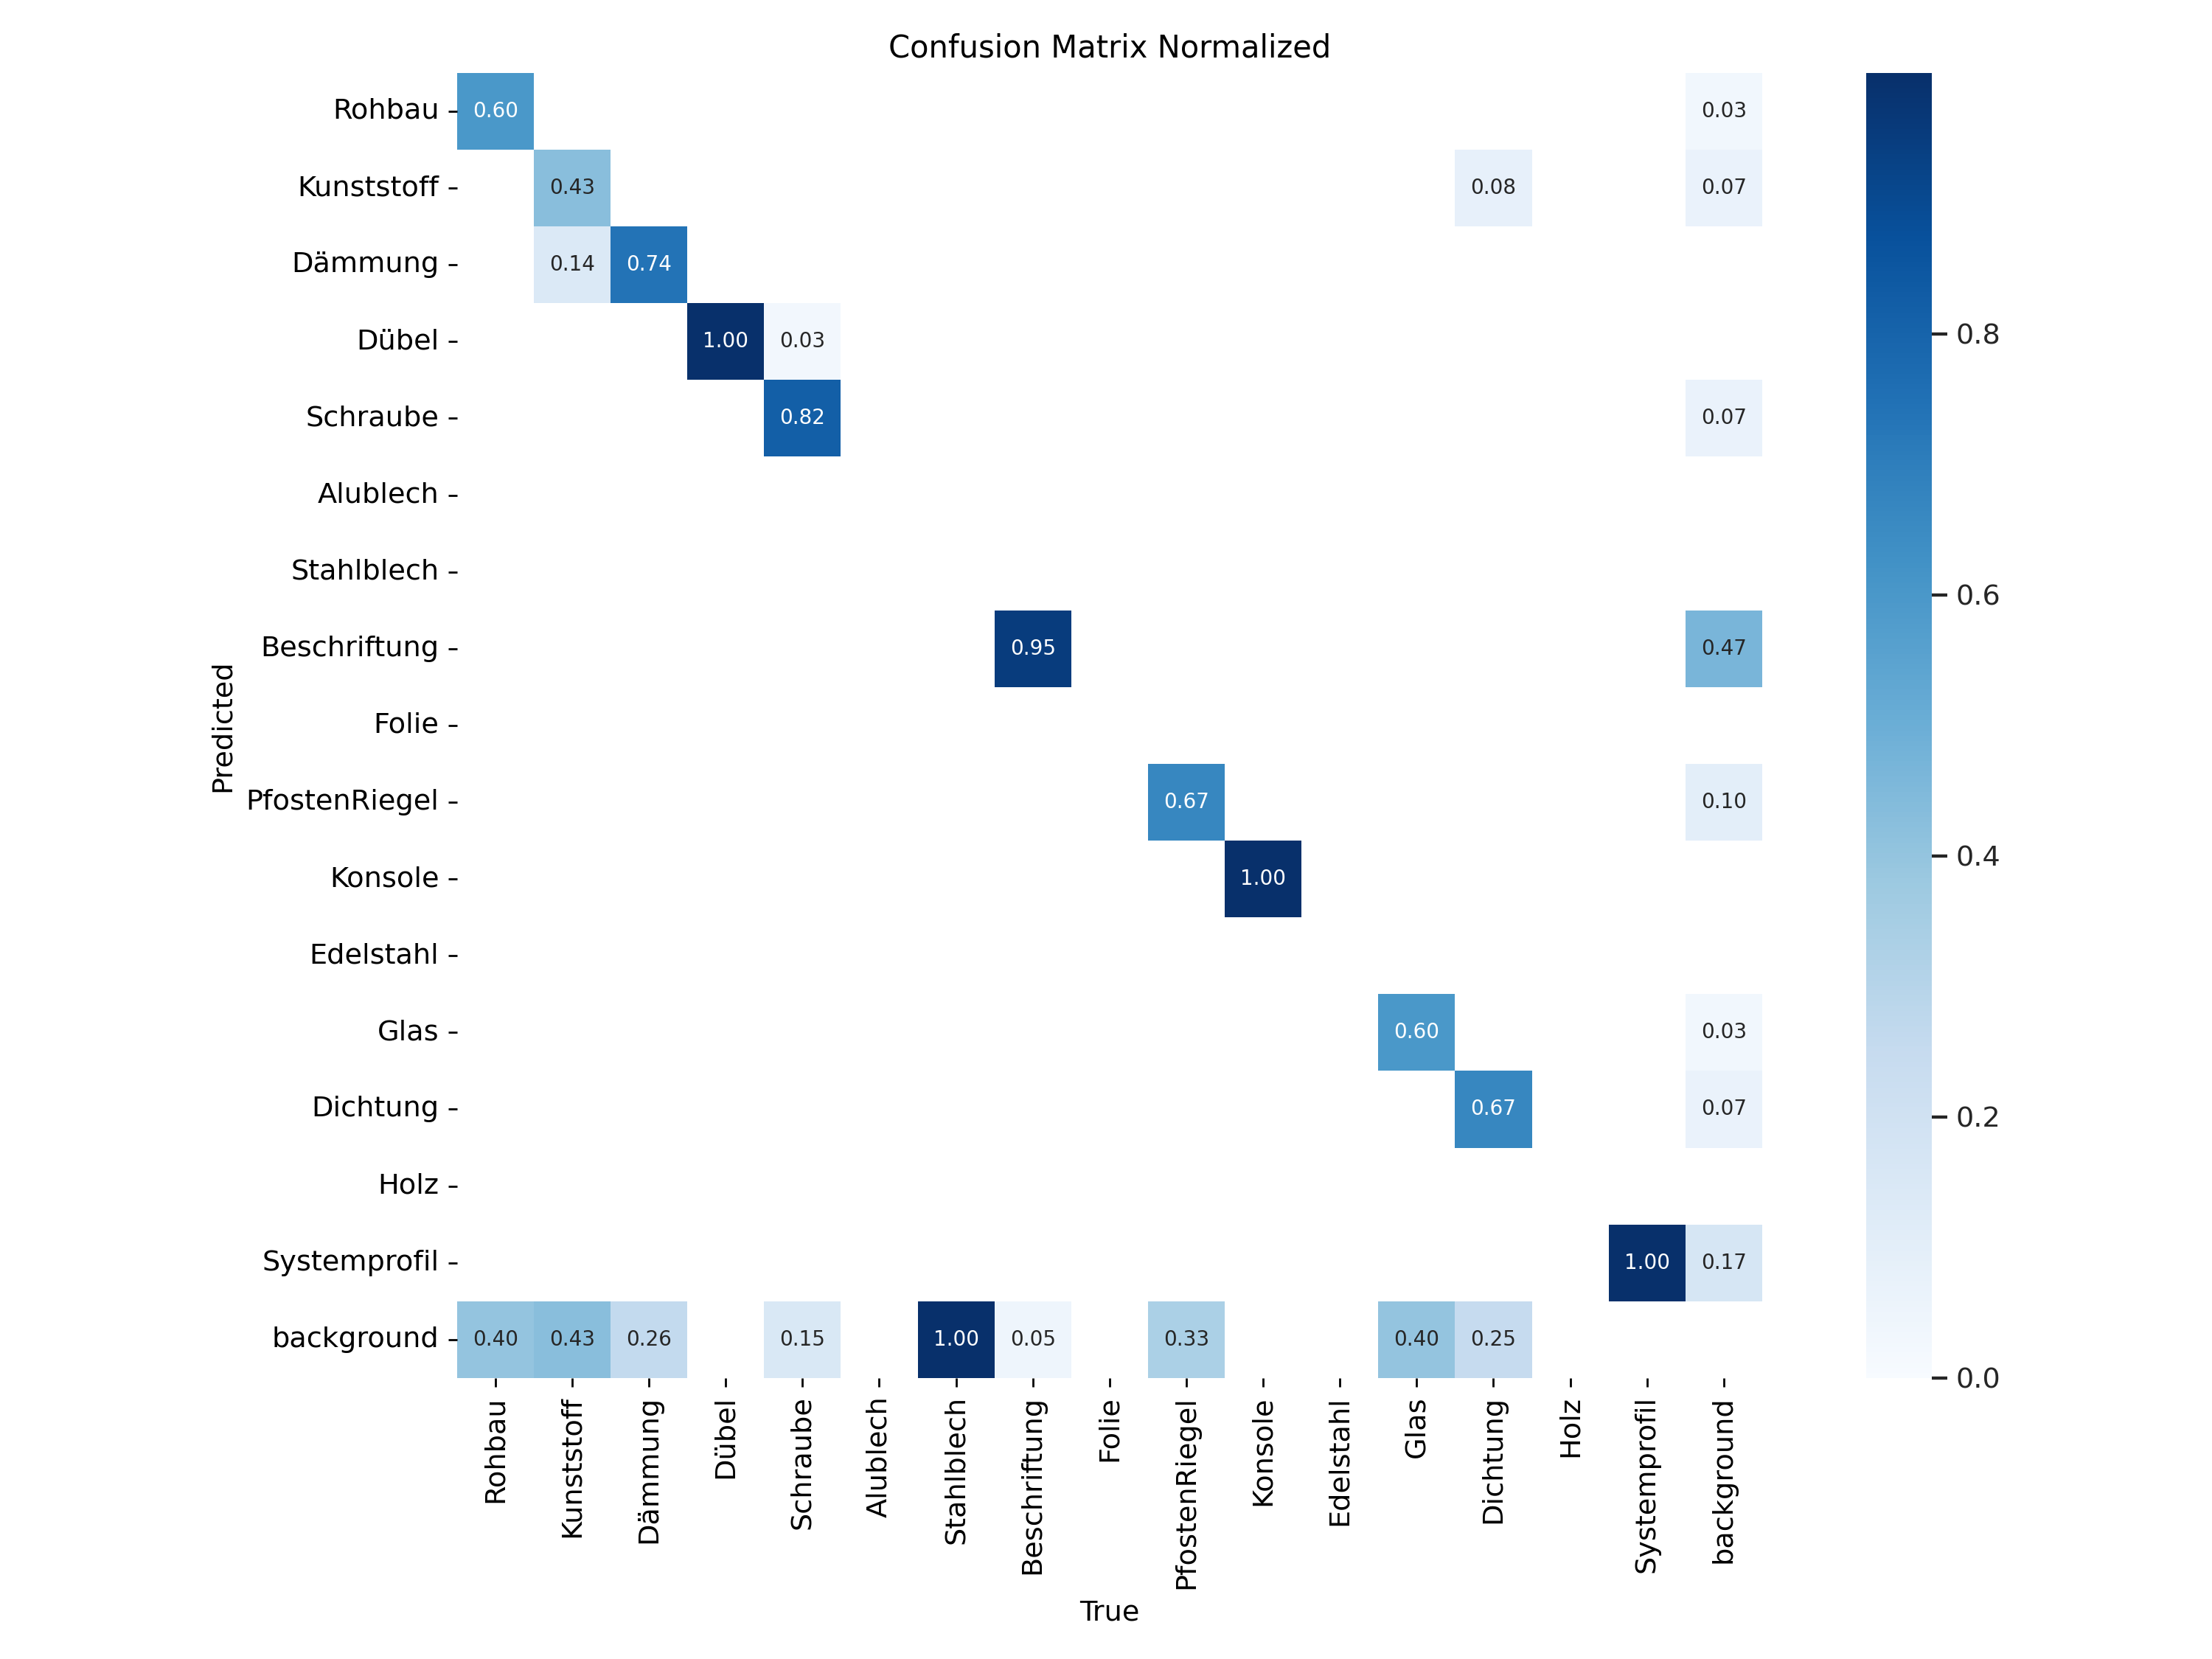 Confusion Matrix Normalized
Rohbau 0.60 0.03
Kunststoff 0.43 0.08 0.07
Dämmung 0.14 0.74
Dübel 1.00 0.03
Schraube 0.82 0.07
Alublech
Stahlblech
Beschriftung 0.95 0.47
Folie
PfostenRiegel 0.67 0.10
Konsole 1.00
Edelstahl
Glas 0.60 0.03
Dichtung 0.67 0.07
Holz
Systemprofil 1.00 0.17
background 0.40 0.43 0.26 0.15 1.00 0.05 0.33 0.40 0.25
Predicted
Rohbau Kunststoff Dämmung Dübel Schraube Alublech Stahlblech Beschriftung Folie PfostenRiegel Konsole Edelstahl Glas Dichtung Holz Systemprofil background
True
0.8
0.6
0.4
0.2
0.0